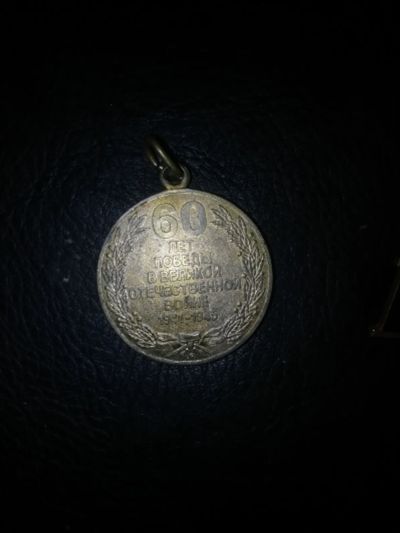 60
ЛЕТ
ПОБЕДЫ
В ВЕЛИКОЙ
ОТЕЧЕСТВЕННОЙ
ВОЙНЕ
1941-1945